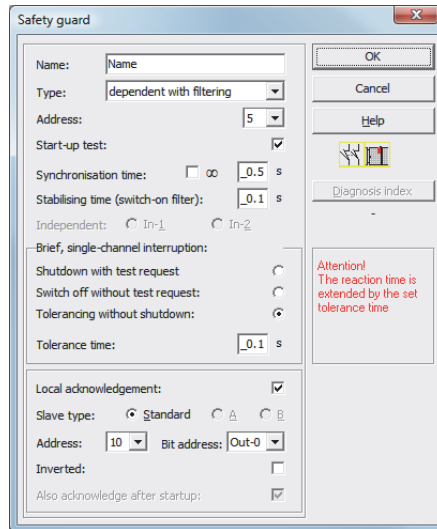 Safety guard
Name: Name
Type: dependent with filtering
Address: 5
Start-up test:
Synchronisation time: ∞ _0.5 s
Stabilising time (switch-on filter): _0.1 s
Independent: In-1 In-2
Brief, single-channel interruption:
Shutdown with test request
Switch off without test request:
Tolerancing without shutdown:
Tolerance time: _0.1 s
Local acknowledgement:
Slave type: Standard A B
Address: 10 Bit address: Out-0
Inverted:
Also acknowledge after startup:
OK
Cancel
Help
Diagnosis index
-
Attention!
The reaction time is
extended by the set
tolerance time